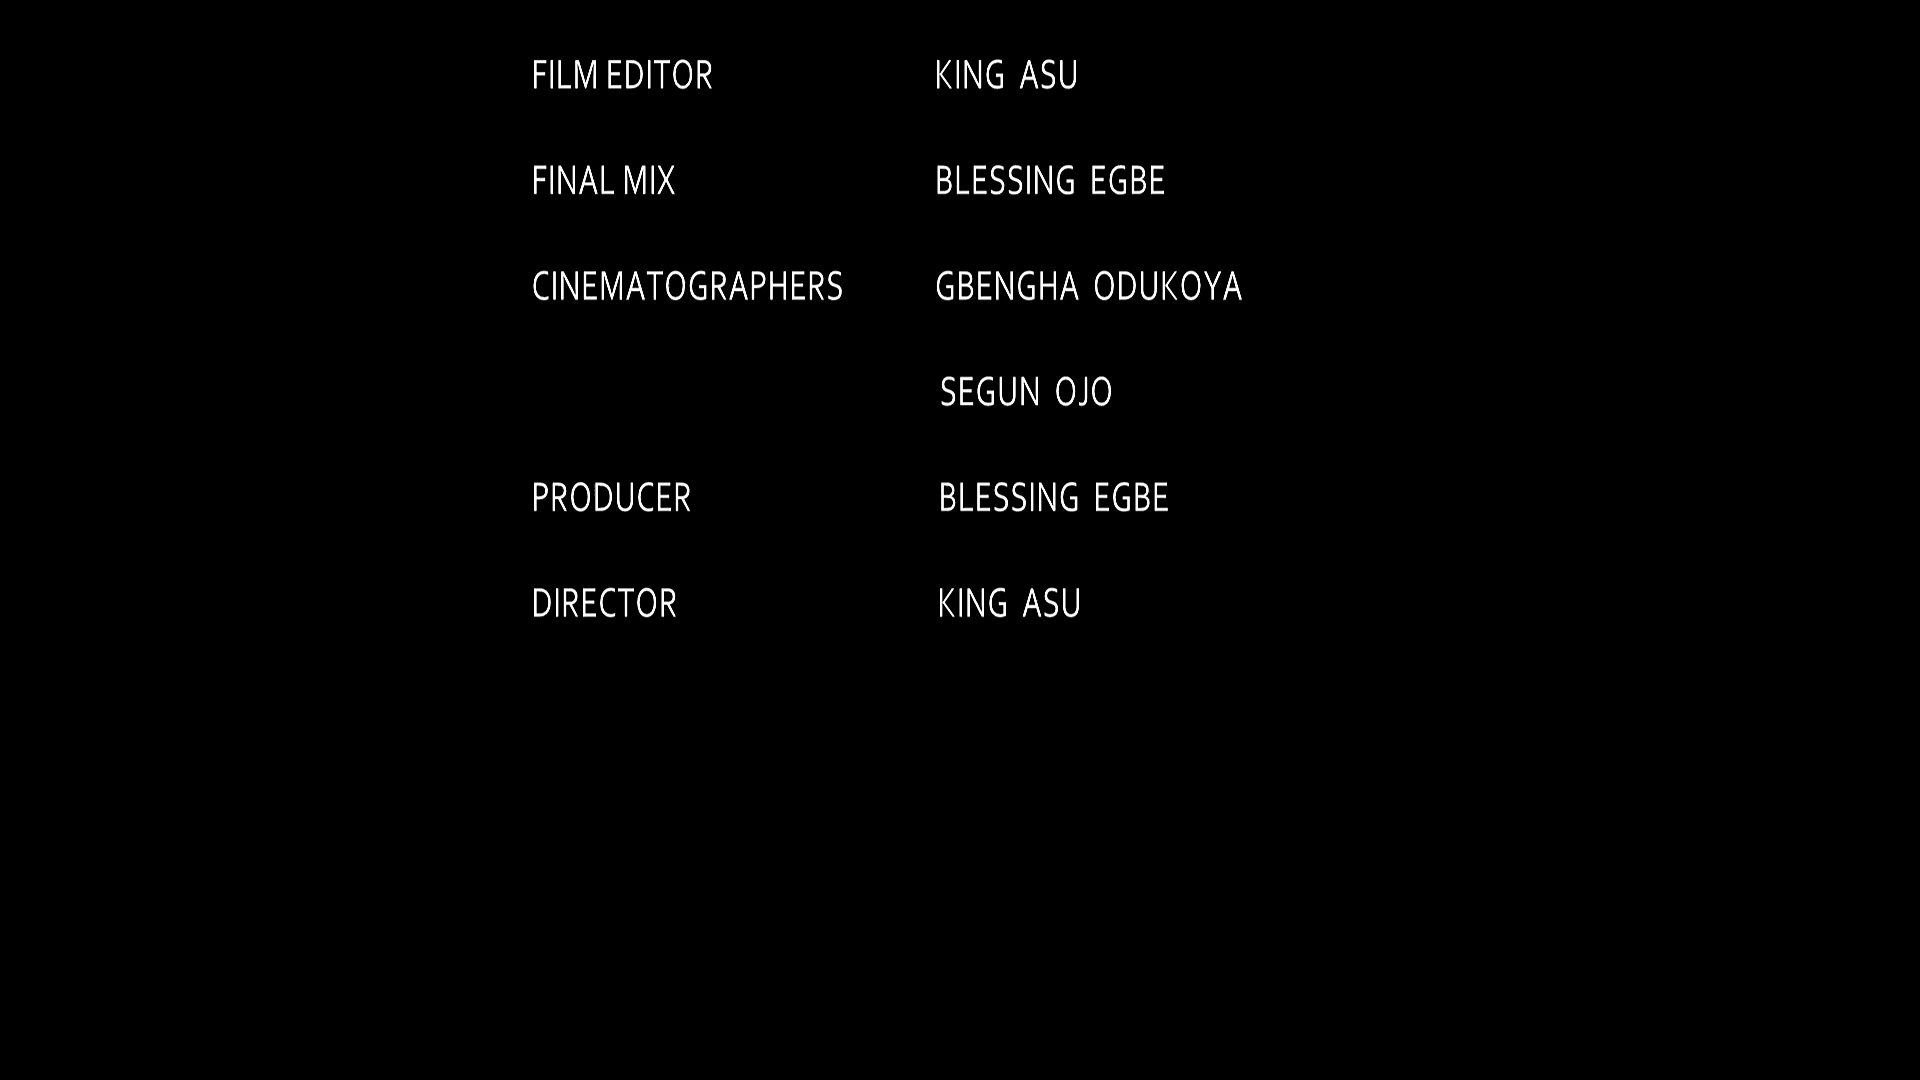 FILM EDITOR KING ASU
FINAL MIX BLESSING EGBE
CINEMATOGRAPHERS GBENGHA ODUKOYA
SEGUN OJO
PRODUCER BLESSING EGBE
DIRECTOR KING ASU